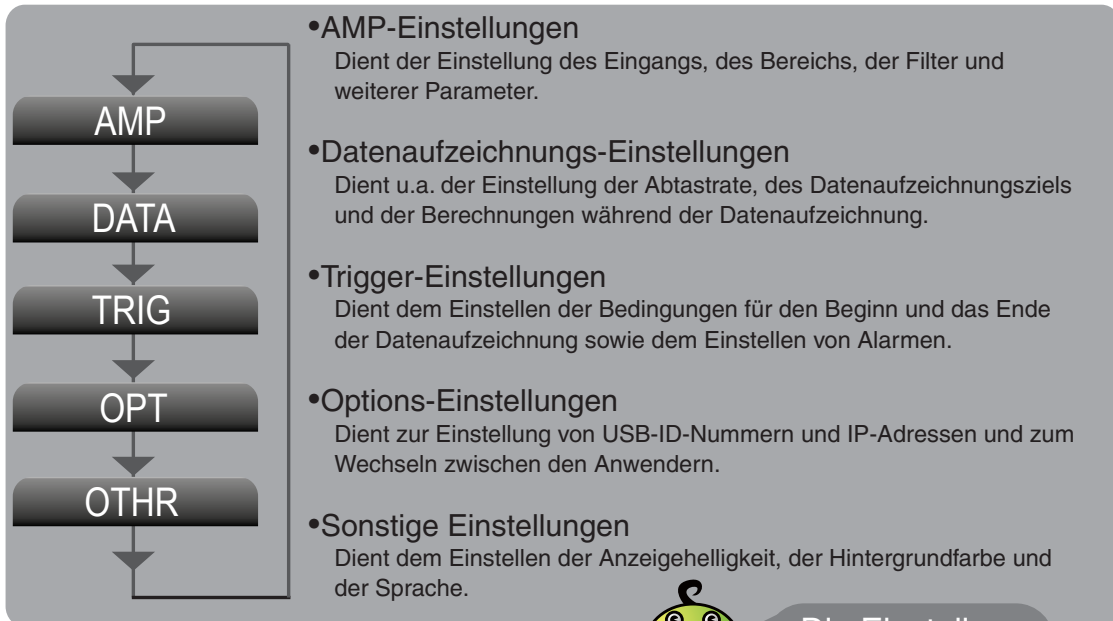 AMP
DATA
TRIG
OPT
OTHR
•AMP-Einstellungen
Dient der Einstellung des Eingangs, des Bereichs, der Filter und
weiterer Parameter.
•Datenaufzeichnungs-Einstellungen
Dient u.a. der Einstellung der Abtastrate, des Datenaufzeichnungsziels
und der Berechnungen während der Datenaufzeichnung.
•Trigger-Einstellungen
Dient dem Einstellen der Bedingungen für den Beginn und das Ende
der Datenaufzeichnung sowie dem Einstellen von Alarmen.
•Options-Einstellungen
Dient zur Einstellung von USB-ID-Nummern und IP-Adressen und zum
Wechseln zwischen den Anwendern.
•Sonstige Einstellungen
Dient dem Einstellen der Anzeigehelligkeit, der Hintergrundfarbe und
der Sprache.